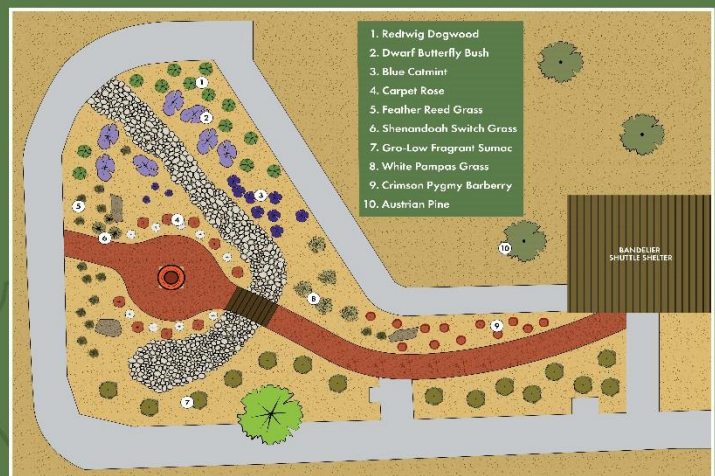 1. Redtwig Dogwood
2. Dwarf Butterfly Bush
3. Blue Catmint
4. Carpet Rose
5. Feather Reed Grass
6. Shenandoah Switch Grass
7. Gro-Low Fragrant Sumac
8. White Pampas Grass
9. Crimson Pygmy Barberry
10. Austrian Pine
1
2
3
5
4
6
10
BANDELIER
SHUTTLE SHELTER
8
9
7